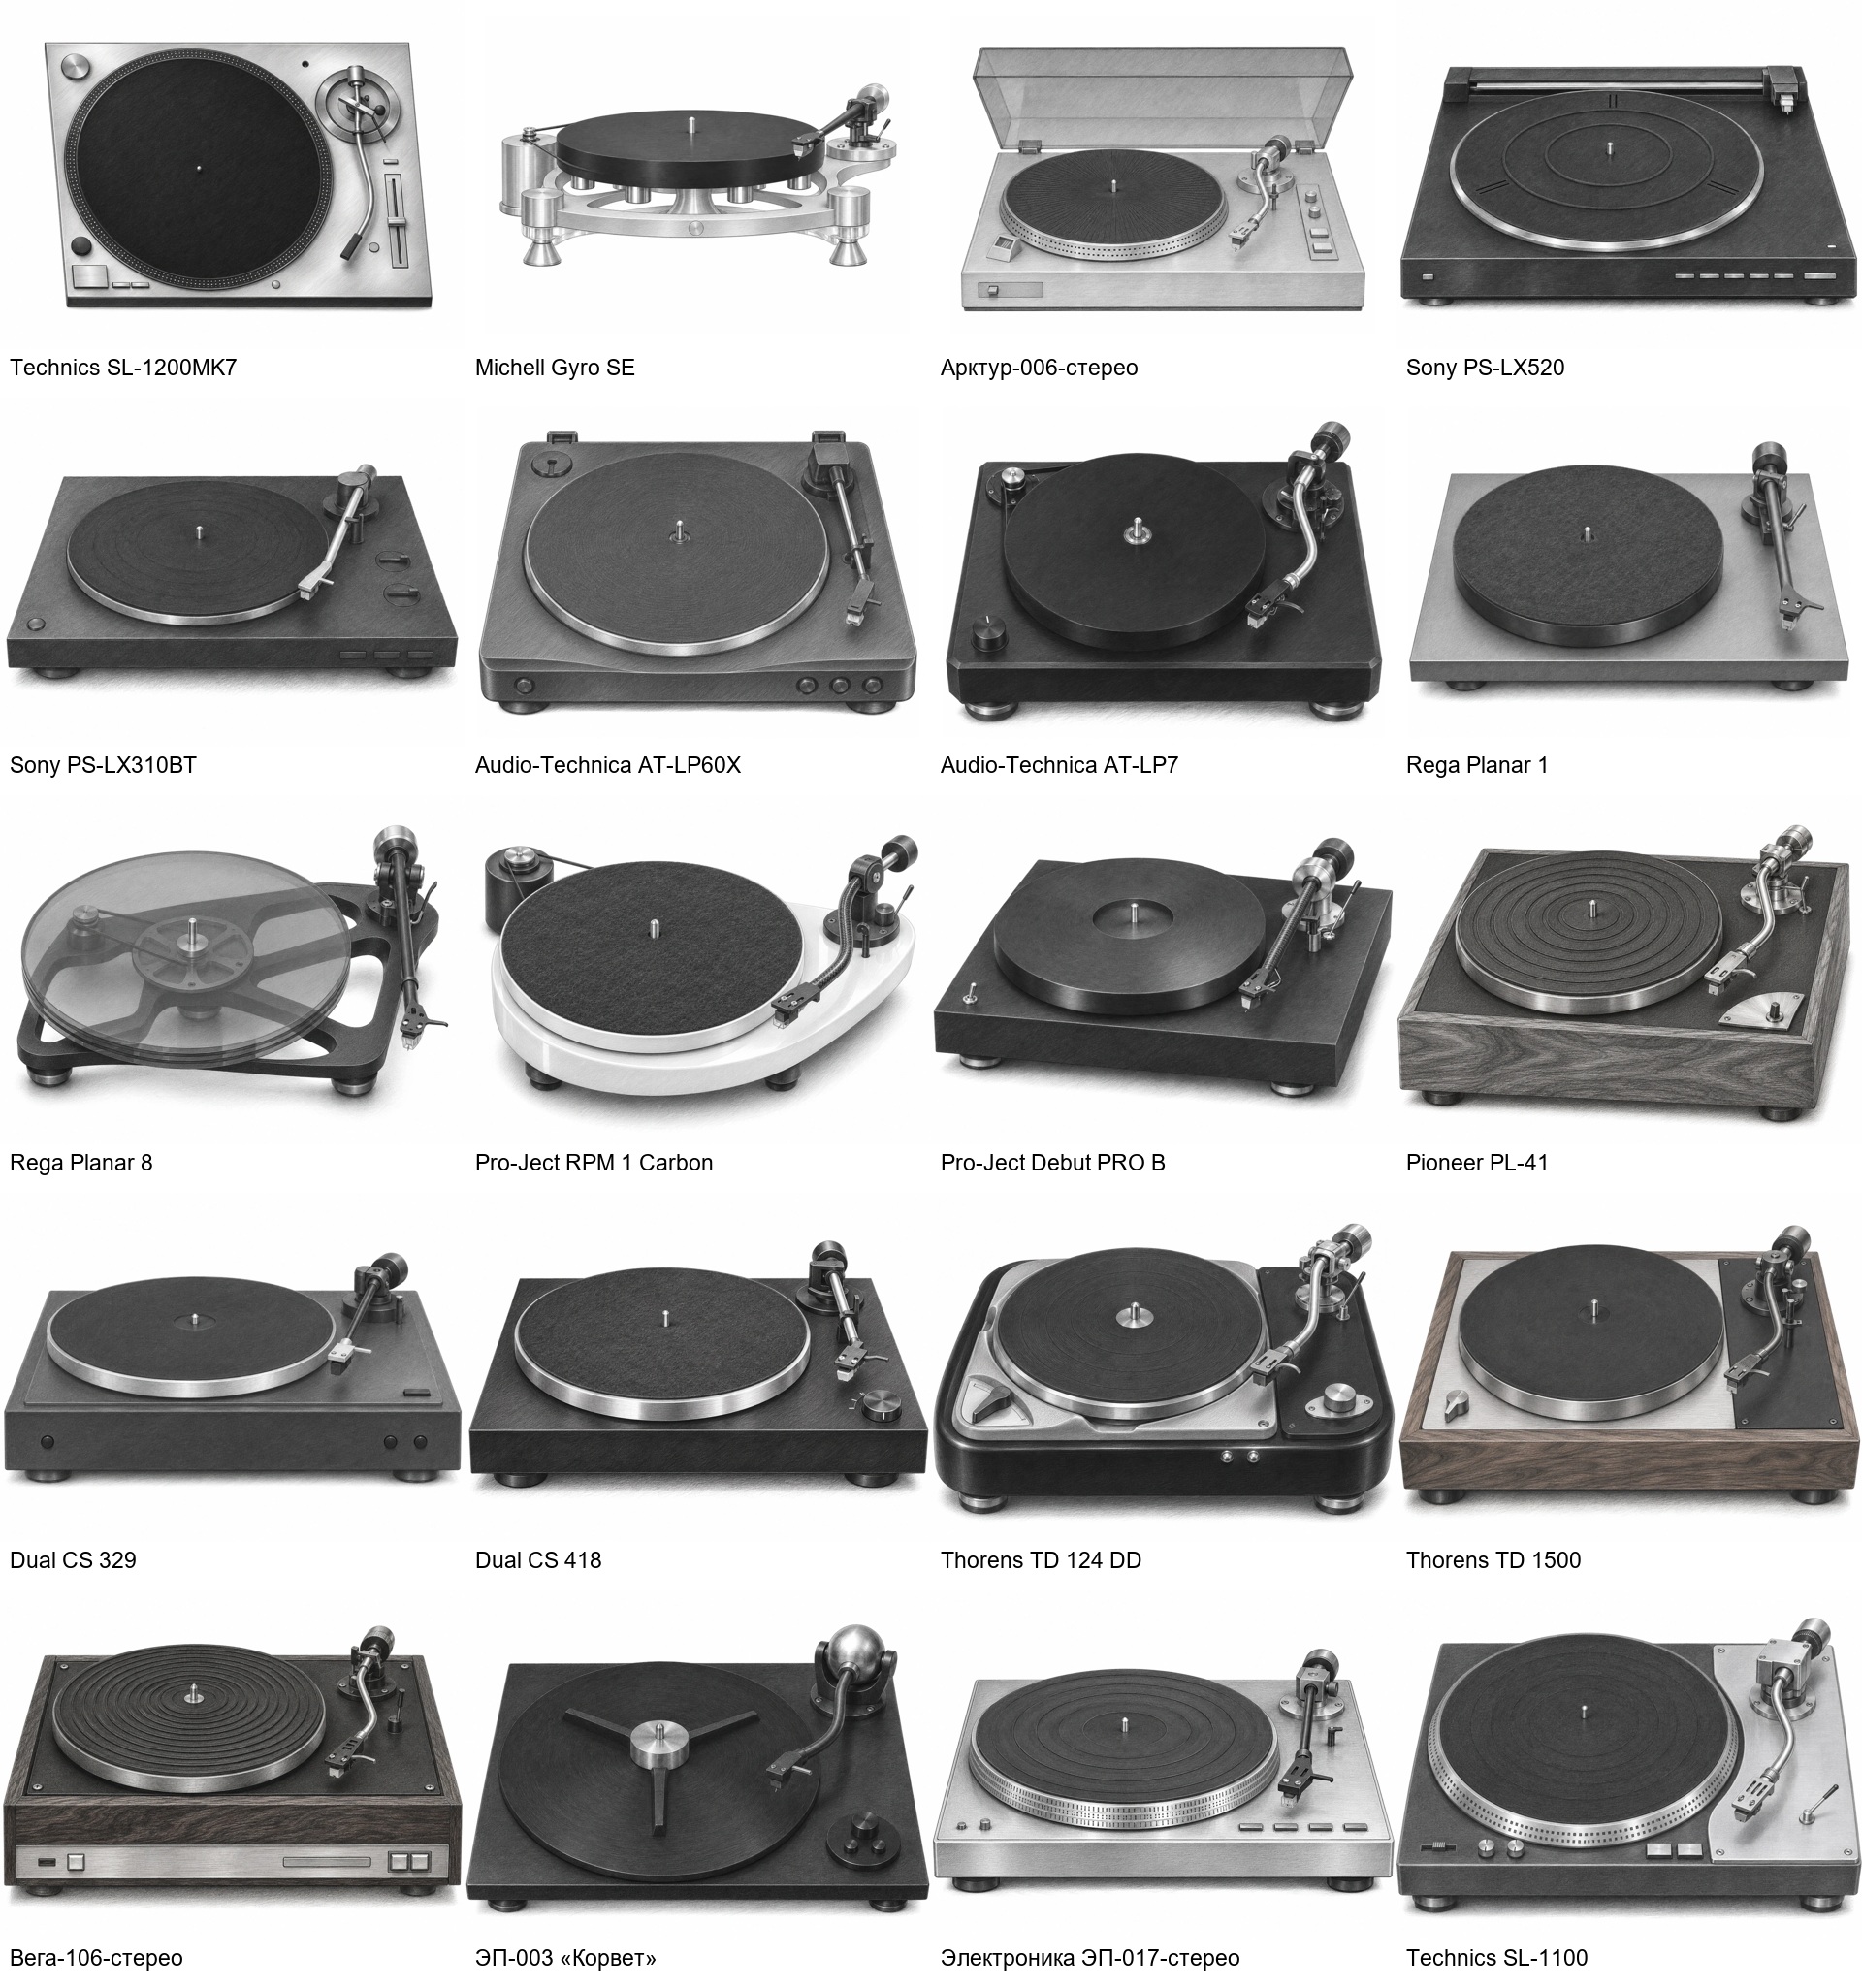 Technics SL-1200MK7
Michell Gyro SE
Арктур-006-стерео
Sony PS-LX520
Sony PS-LX310BT
Audio-Technica AT-LP60X
Audio-Technica AT-LP7
Rega Planar 1
Rega Planar 8
Pro-Ject RPM 1 Carbon
Pro-Ject Debut PRO B
Pioneer PL-41
Dual CS 329
Dual CS 418
Thorens TD 124 DD
Thorens TD 1500
Вега-106-стерео
ЭП-003 «Корвет»
Электроника ЭП-017-стерео
Technics SL-1100